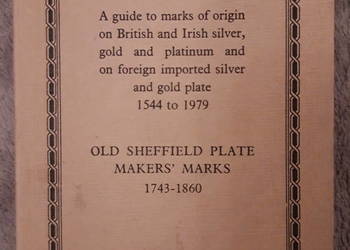 A guide to marks of origin
on British and Irish silver,
gold and platinum and
on foreign imported silver
and gold plate
1544 to 1979
OLD SHEFFIELD PLATE
MAKERS' MARKS
1743-1860